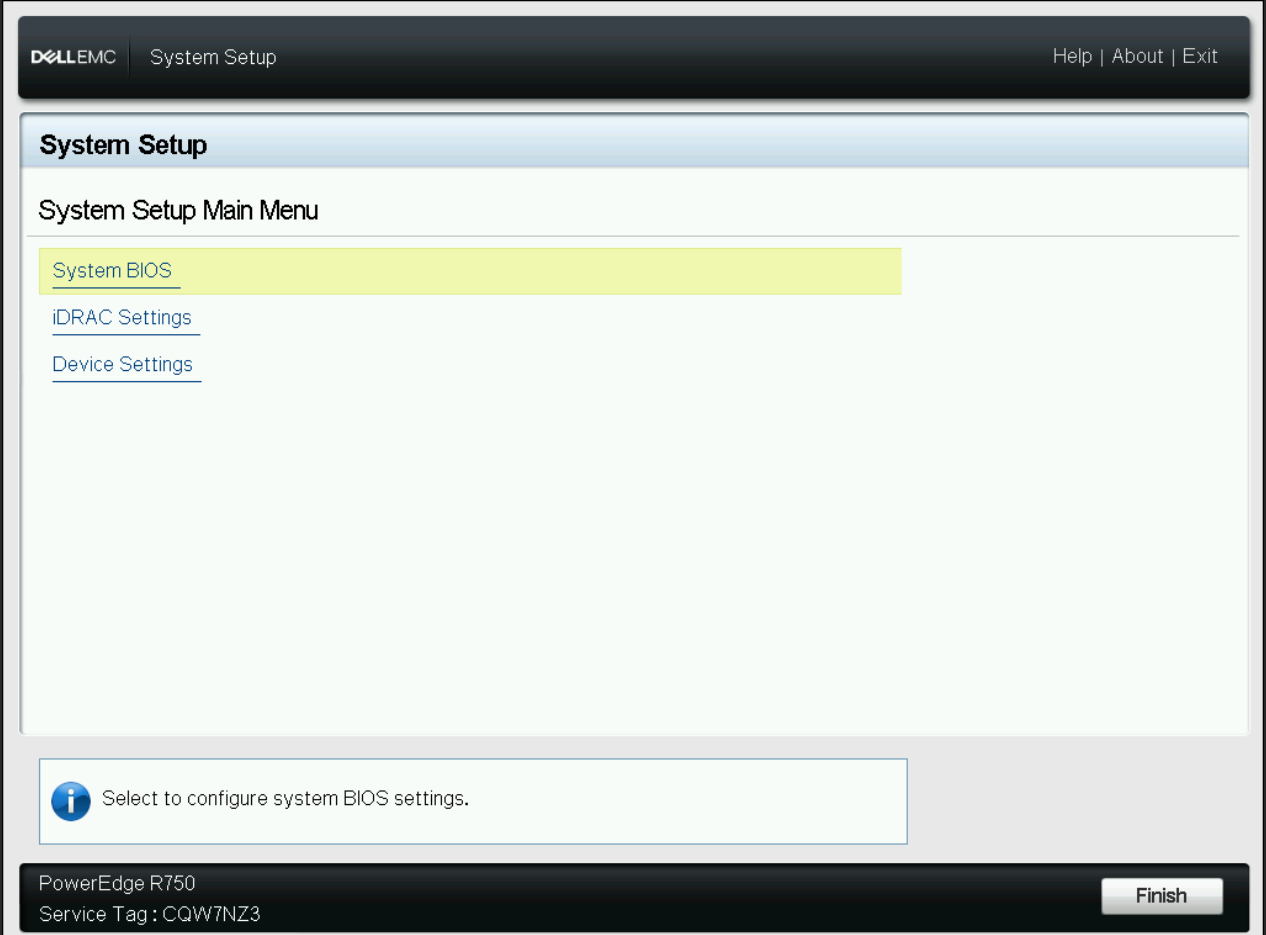 DELLEMC System Setup Help | About | Exit
System Setup
System Setup Main Menu
System BIOS
iDRAC Settings
Device Settings
Select to configure system BIOS settings.
PowerEdge R750
Service Tag : CQW7NZ3
Finish